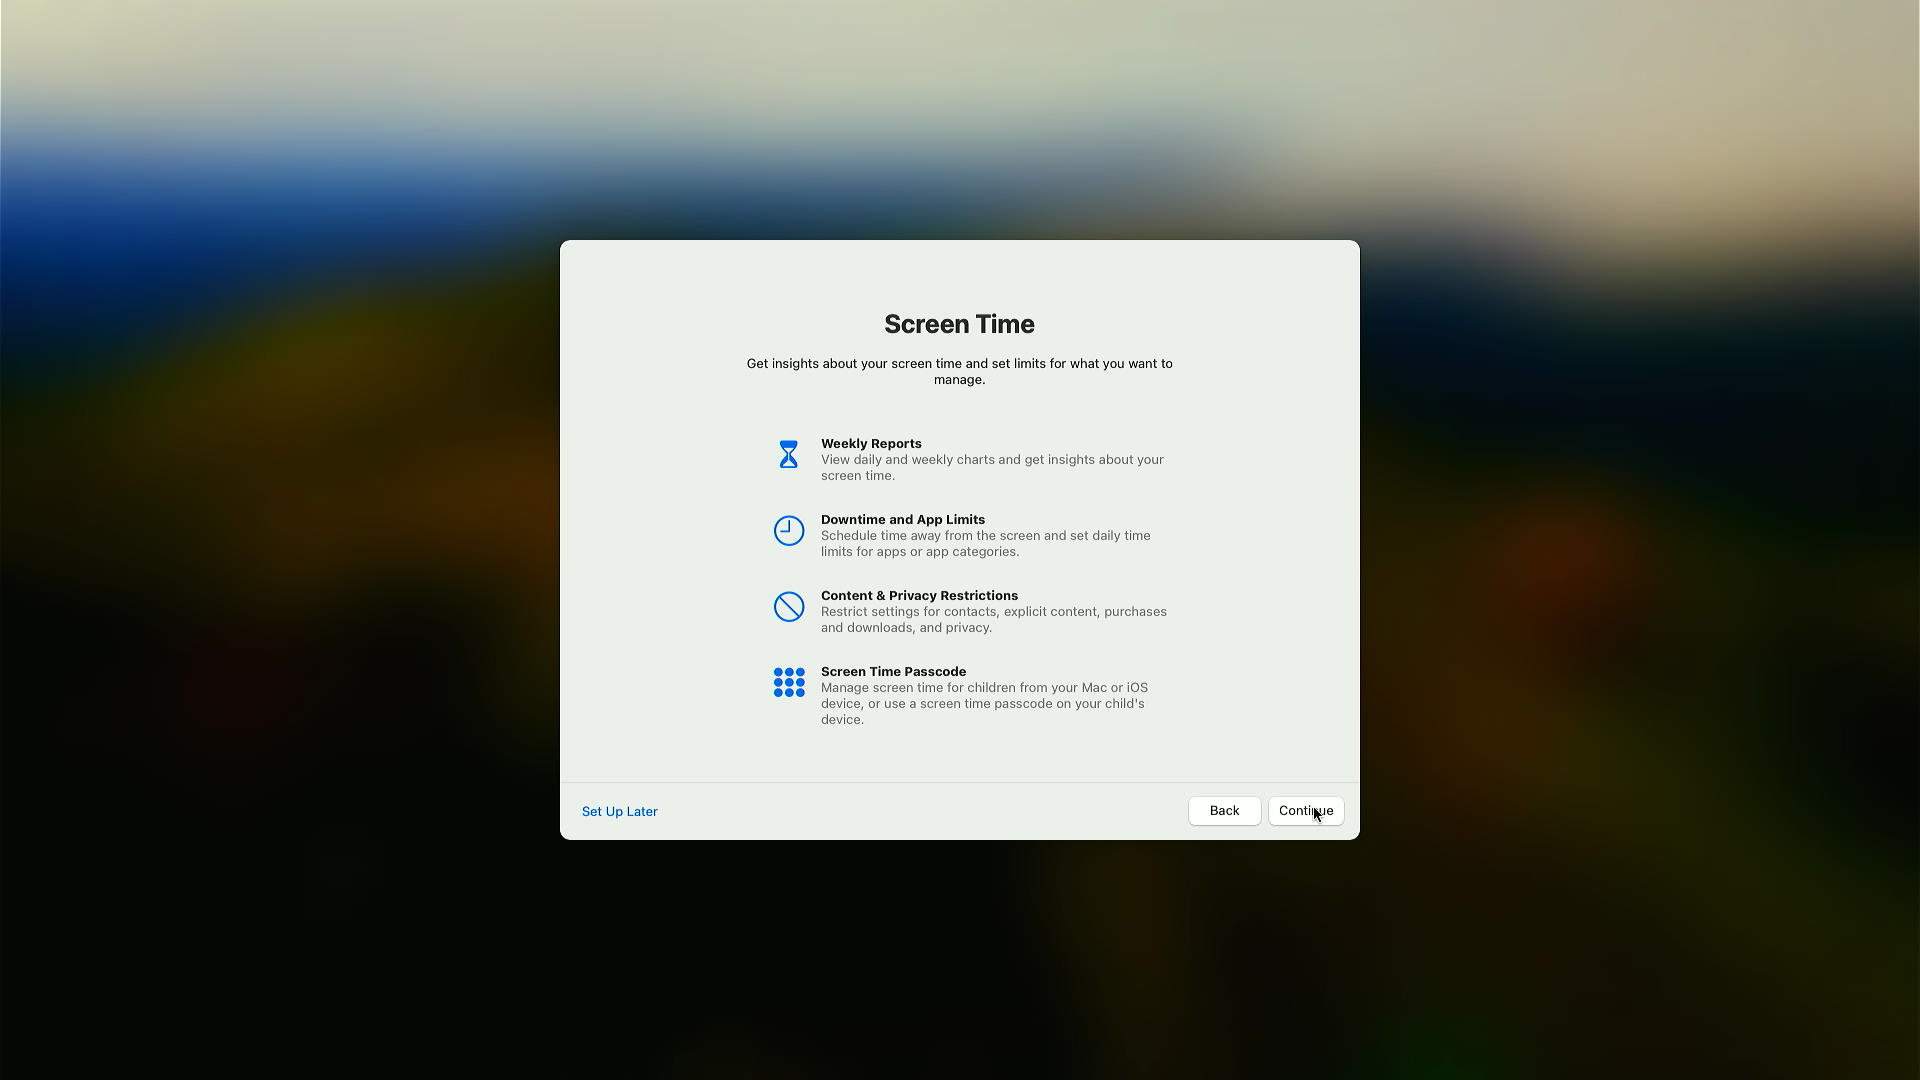 Screen Time
Get insights about your screen time and set limits for what you want to
manage.
Weekly Reports
View daily and weekly charts and get insights about your
screen time.
Downtime and App Limits
Schedule time away from the screen and set daily time
limits for apps or app categories.
Content & Privacy Restrictions
Restrict settings for contacts, explicit content, purchases
and downloads, and privacy.
Screen Time Passcode
Manage screen time for children from your Mac or iOS
device, or use a screen time passcode on your child's
device.
Set Up Later
Back
Continue